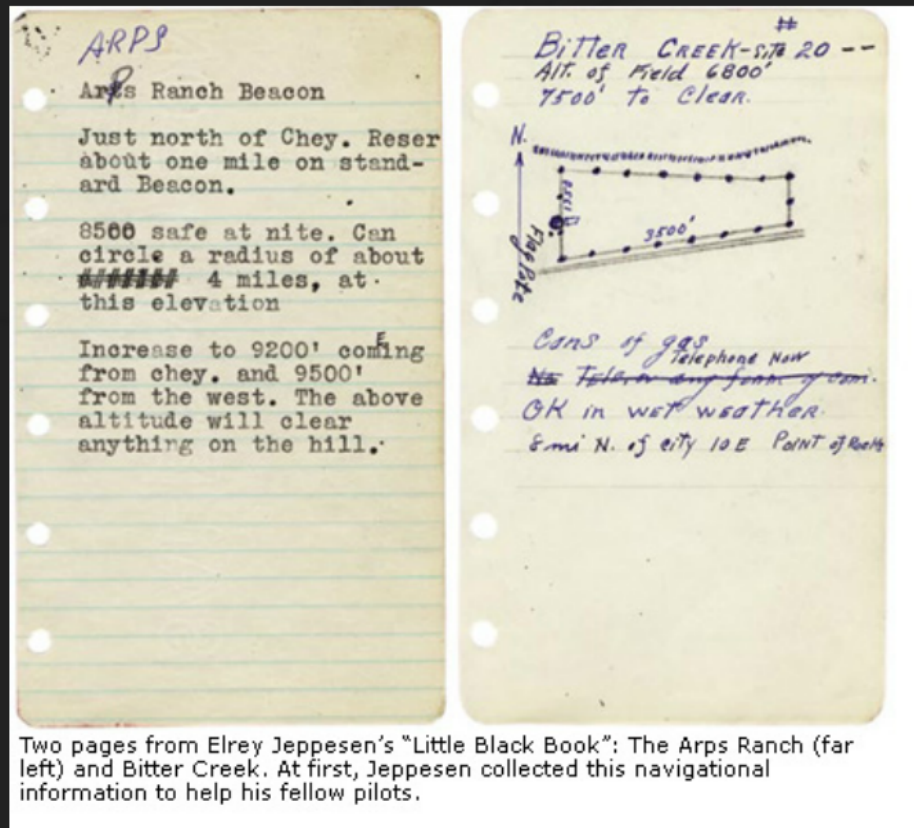 ARPS
Arps Ranch Beacon
Just north of Chey. Reser
about one mile on stand-
ard Beacon.
8500 safe at nite. Can
circle a radius of about
4 miles, at
this elevation
Increase to 9200' comEing
from chey. and 9500'
from the west. The above
altitude will clear
anything on the hill.
Bitter CREEK-Site # 20 --
Alt. of Field 6800'
7500' To Clear.
N.
3500'
Flag Pole
Cans of gas
Telephone Now
No
OK in wet weather.
8 mi N. of city 10 E Point of Rocks
Two pages from Elrey Jeppesen's “Little Black Book”: The Arps Ranch (far
left) and Bitter Creek. At first, Jeppesen collected this navigational
information to help his fellow pilots.